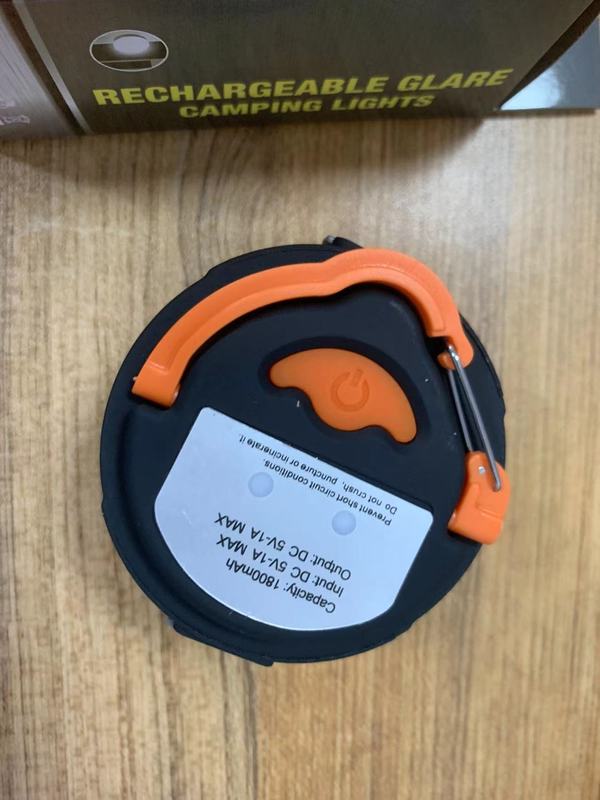 RECHARGEABLE GLARE
CAMPING LIGHTS
Capacity: 1800mAh
Input: DC 5V-1A MAX
Output: DC 5V-1A MAX
Prevent short circuit conditions.
Do not crush, puncture or incinerate it.